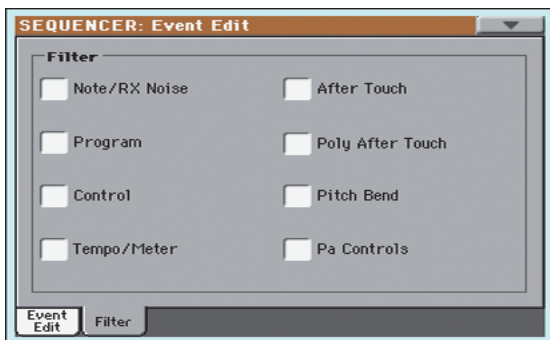 SEQUENCER: Event Edit
Filter
Note/RX Noise
After Touch
Program
Poly After Touch
Control
Pitch Bend
Tempo/Meter
Pa Controls
Event
Edit
Filter